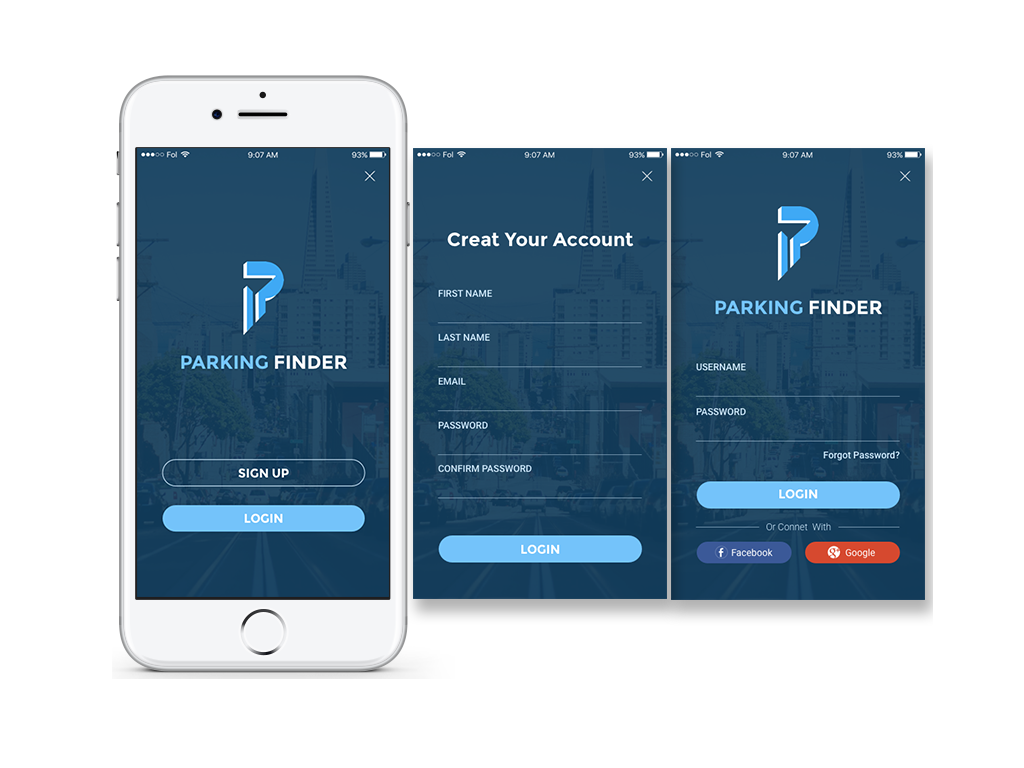 ●●●○○ Fol 9:07 AM 93%
PARKING FINDER
SIGN UP
LOGIN
●●●○○ Fol 9:07 AM 93%
Creat Your Account
FIRST NAME
LAST NAME
EMAIL
PASSWORD
CONFIRM PASSWORD
LOGIN
●●●○○ Fol 9:07 AM 93%
PARKING FINDER
USERNAME
PASSWORD
Forgot Password?
LOGIN
Or Connet With
Facebook Google